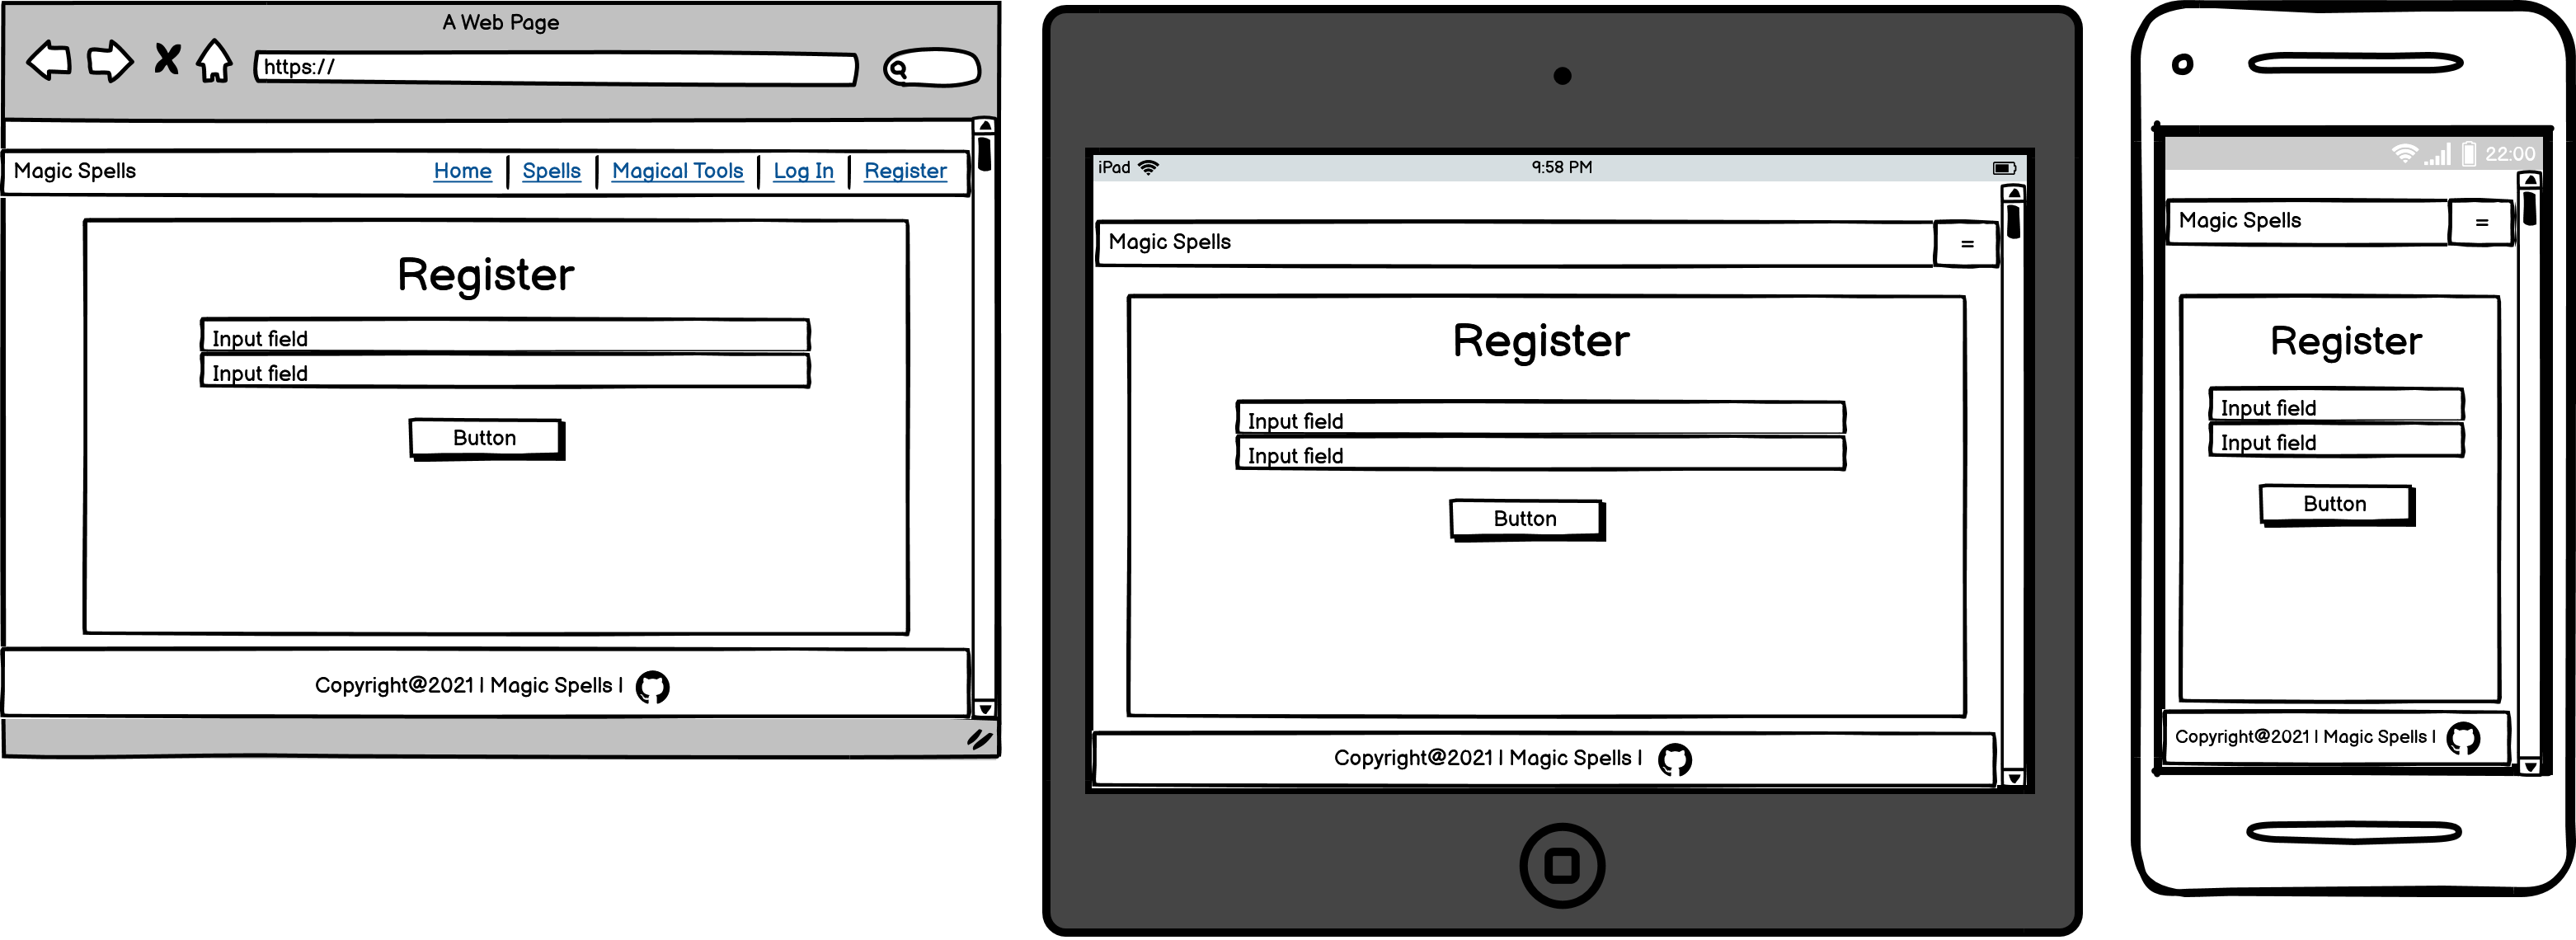 A Web Page
https://
Magic Spells
Home | Spells | Magical Tools | Log In | Register
Register
Input field
Input field
Button
Copyright@2021 | Magic Spells |
iPad
9:58 PM
Magic Spells
=
Register
Input field
Input field
Button
Copyright@2021 | Magic Spells |
22:00
Magic Spells
=
Register
Input field
Input field
Button
Copyright@2021 | Magic Spells |